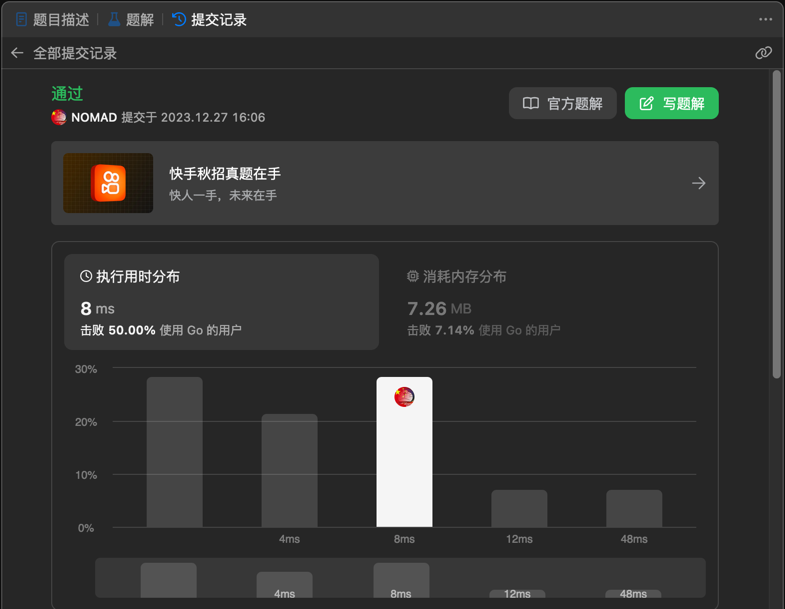 题目描述 题解 提交记录
全部提交记录
通过
NOMAD 提交于 2023.12.27 16:06
官方题解 写题解
快手秋招真题在手
快人一手，未来在手
执行用时分布
8 ms
击败 50.00% 使用 Go 的用户
消耗内存分布
7.26 MB
击败 7.14% 使用 Go 的用户
30%
20%
10%
0%
4ms 8ms 12ms 48ms
4ms 8ms 12ms 48ms